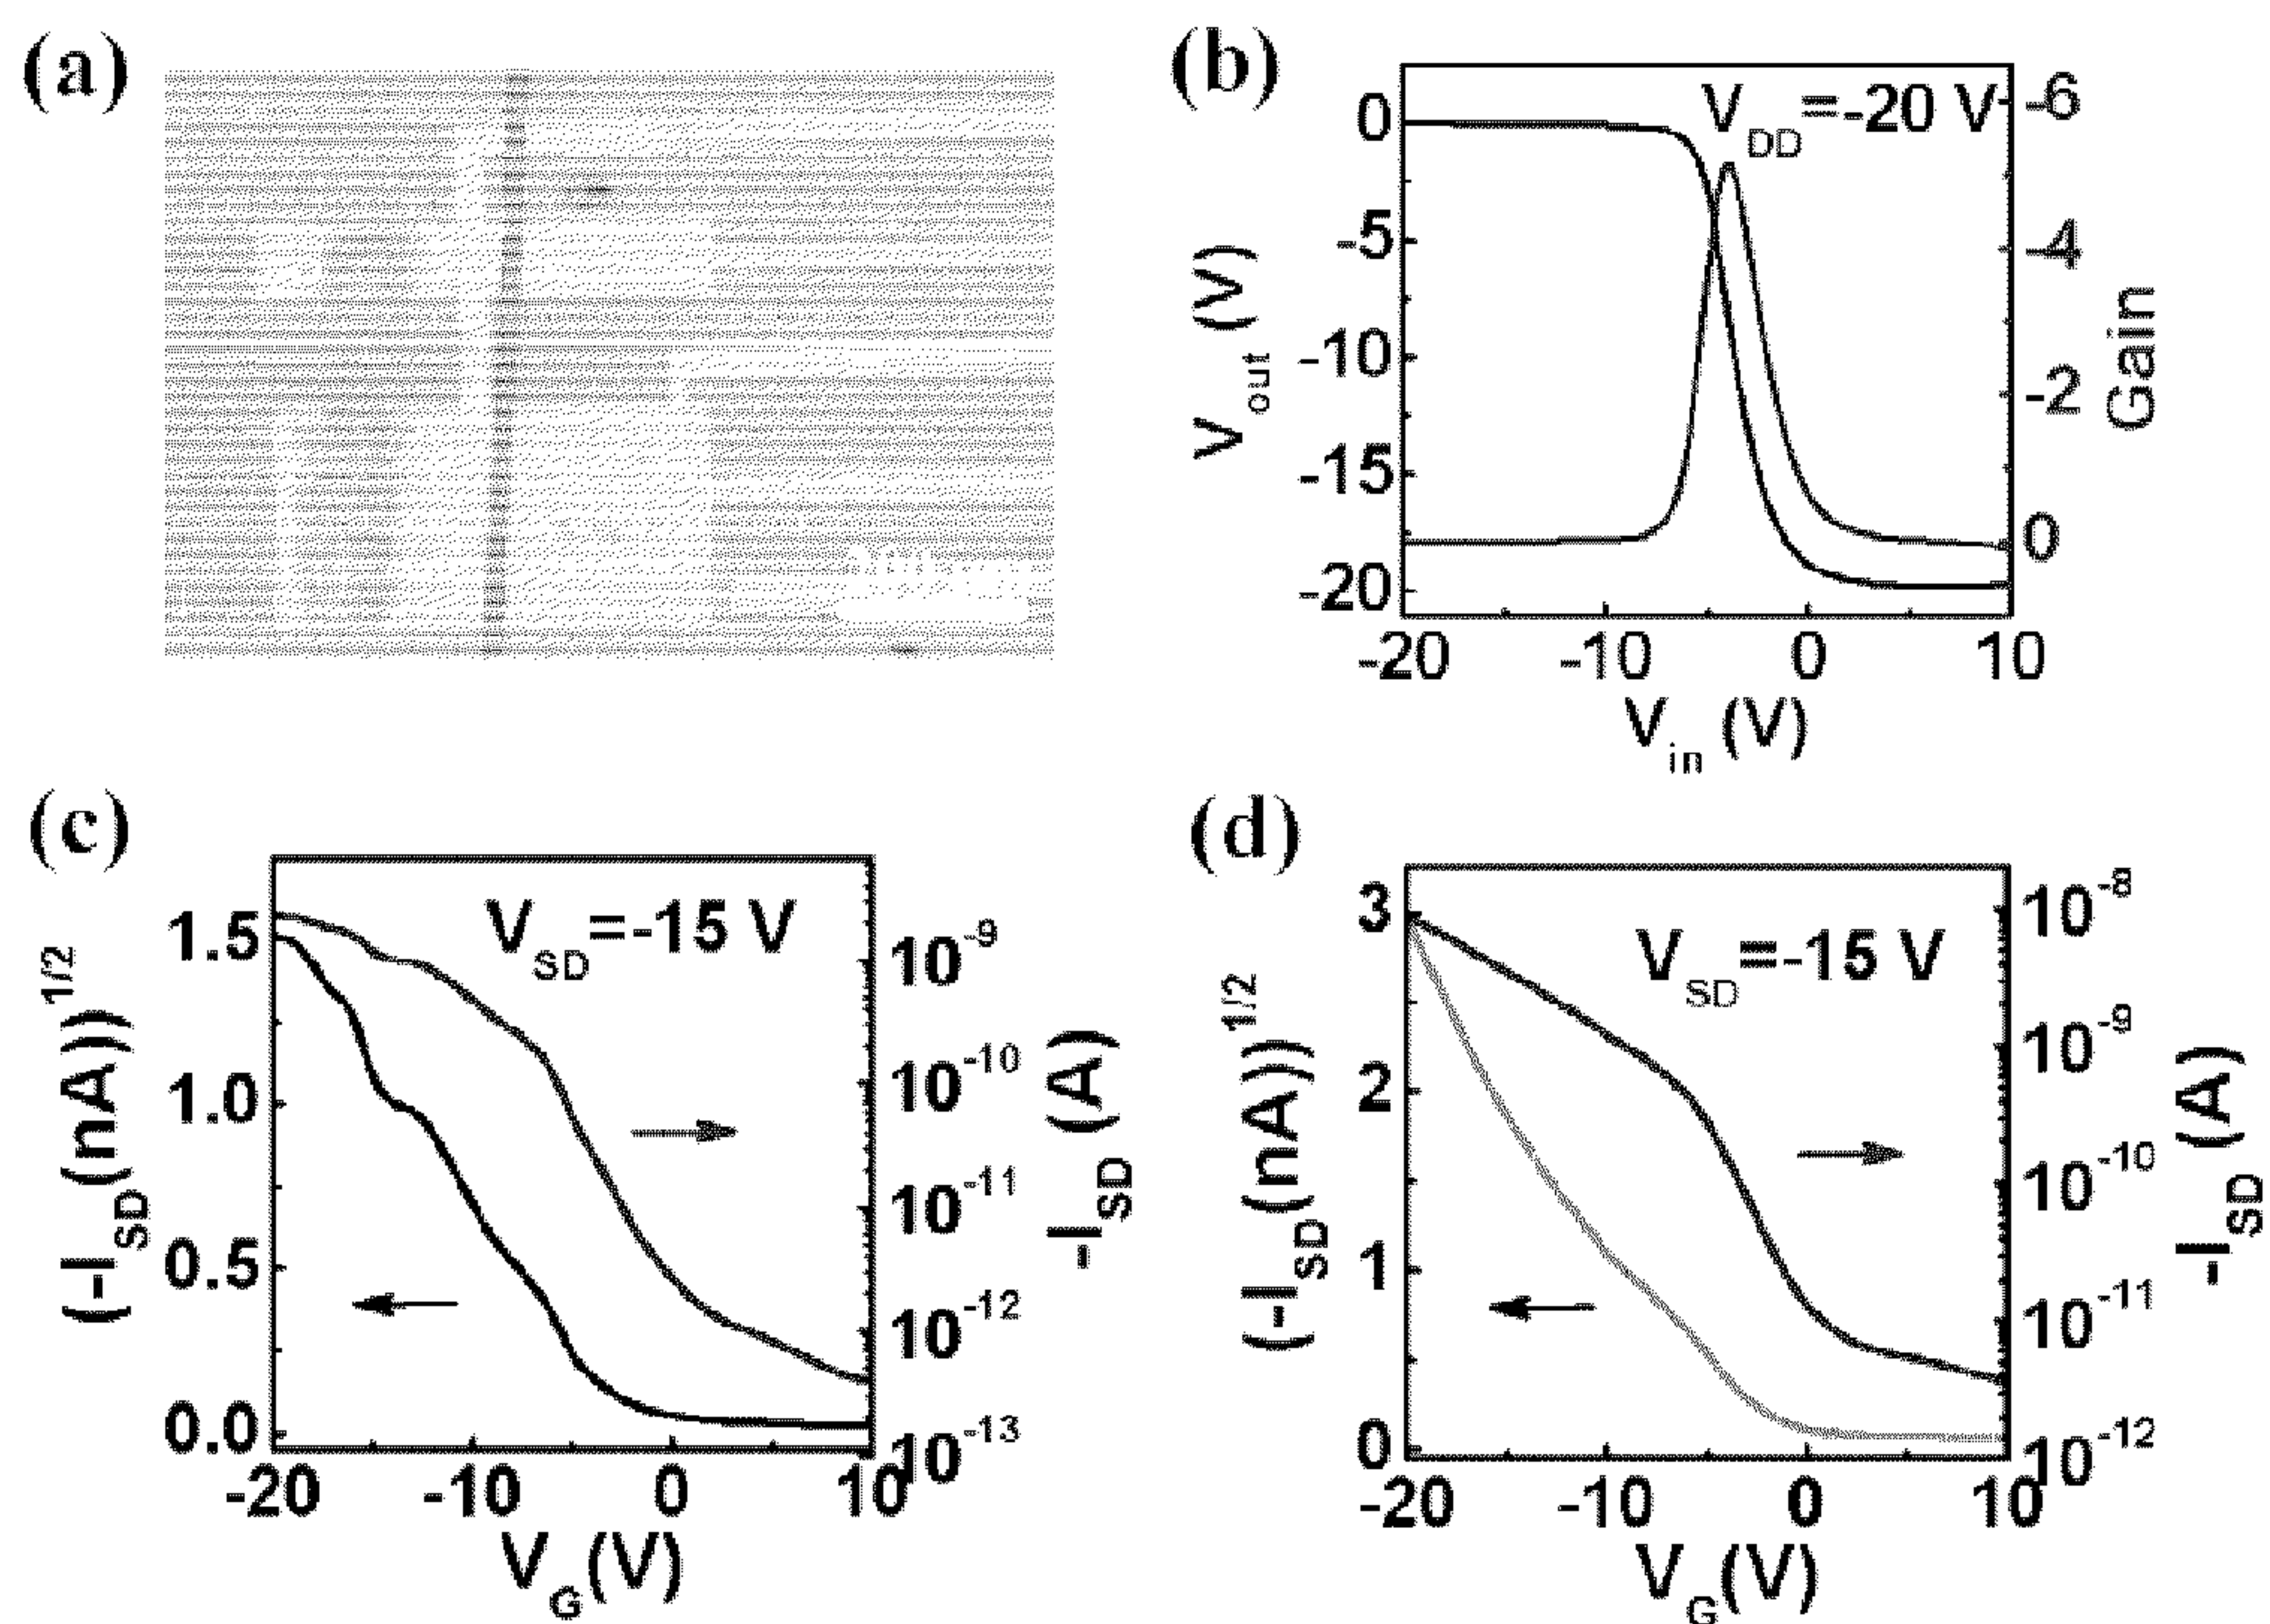 (a)
(b)
V_DD=-20 V
0
-5
-10
-15
-20
V_out (V)
-6
-4
-2
0
Gain
-20 -10 0 10
V_in (V)
(c)
V_SD=-15 V
1.5
1.0
0.5
0.0
(-I_SD(nA))^1/2
10^-9
10^-10
10^-11
10^-12
10^-13
-I_SD (A)
-20 -10 0 10
V_G(V)
(d)
V_SD=-15 V
3
2
1
0
(-I_SD(nA))^1/2
10^-8
10^-9
10^-10
10^-11
10^-12
-I_SD (A)
-20 -10 0 10
V_G(V)